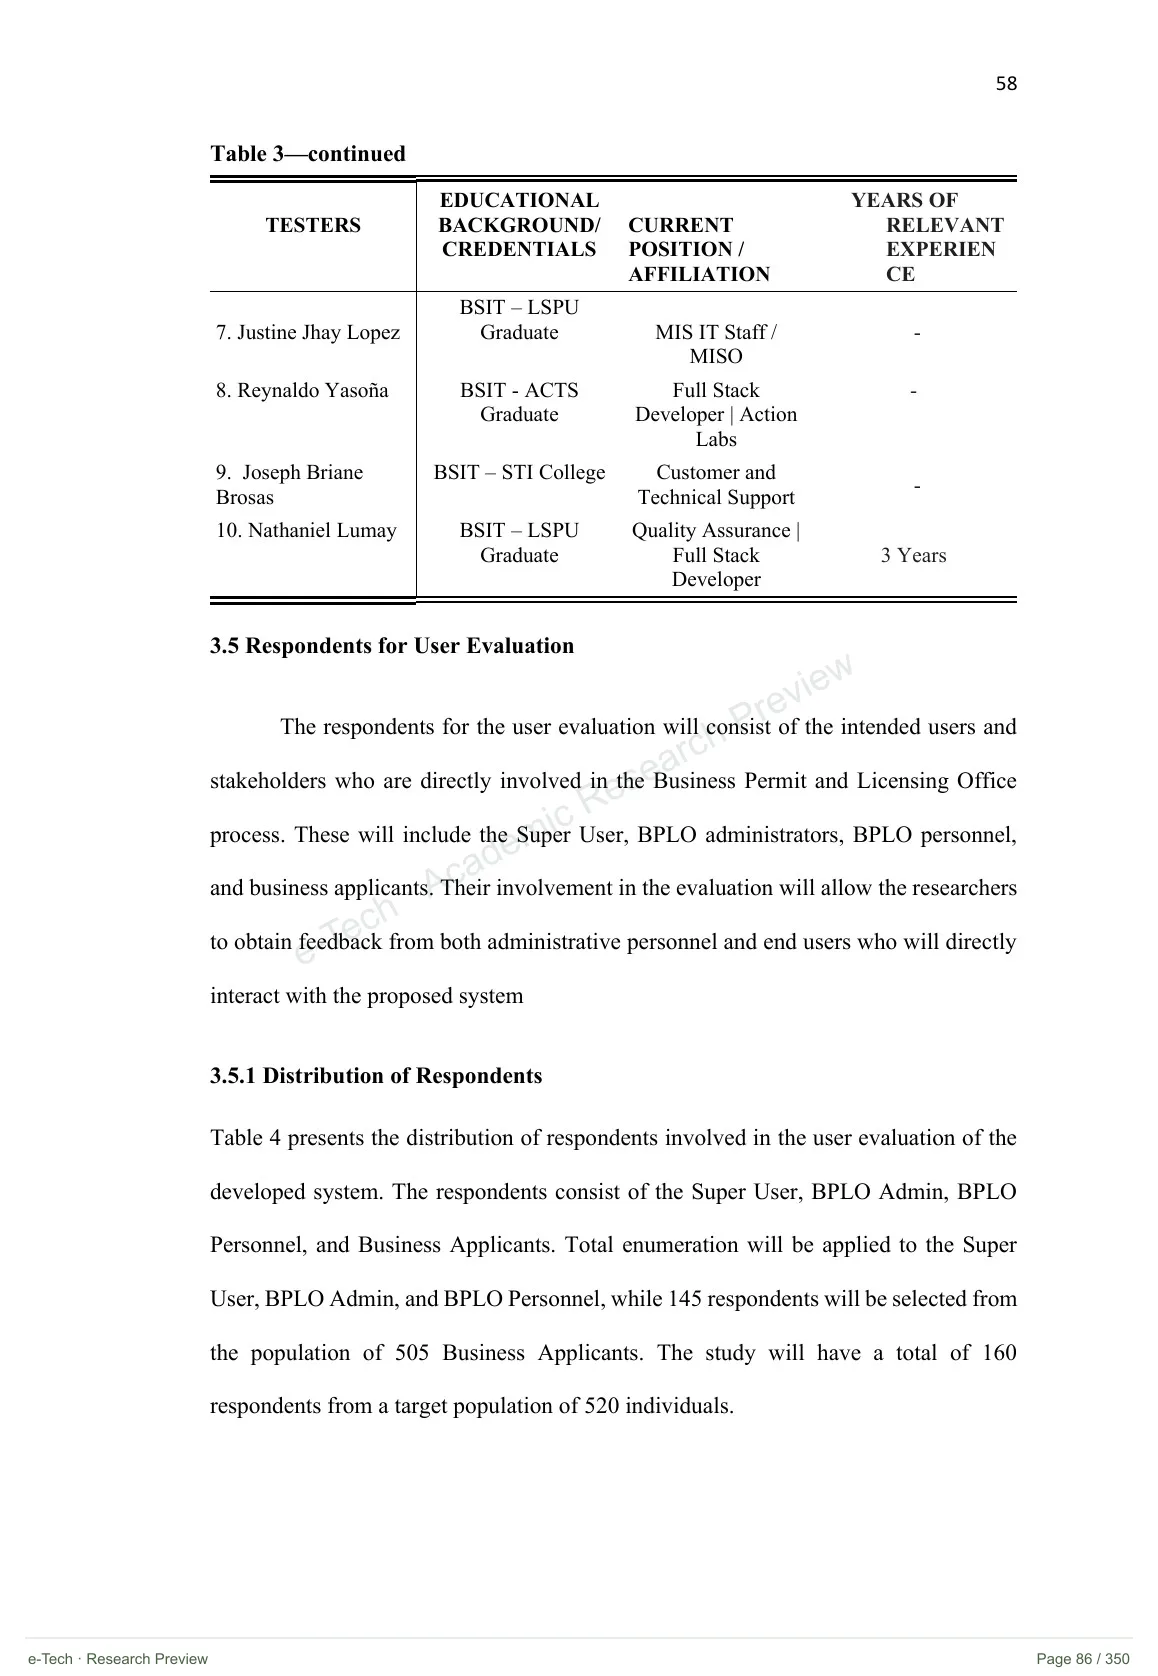 58
Table 3—continued
TESTERS
EDUCATIONAL
BACKGROUND/
CREDENTIALS
CURRENT
POSITION /
AFFILIATION
YEARS OF
RELEVANT
EXPERIEN
CE
7. Justine Jhay Lopez
BSIT – LSPU
Graduate
MIS IT Staff /
MISO
-
8. Reynaldo Yasoña
BSIT - ACTS
Graduate
Full Stack
Developer | Action
Labs
-
9.  Joseph Briane
Brosas
BSIT – STI College
Customer and
Technical Support
-
10. Nathaniel Lumay
BSIT – LSPU
Graduate
Quality Assurance |
Full Stack
Developer
3 Years
3.5 Respondents for User Evaluation
The respondents for the user evaluation will consist of the intended users and
stakeholders who are directly involved in the Business Permit and Licensing Office
process. These will include the Super User, BPLO administrators, BPLO personnel,
and business applicants. Their involvement in the evaluation will allow the researchers
to obtain feedback from both administrative personnel and end users who will directly
interact with the proposed system
3.5.1 Distribution of Respondents
Table 4 presents the distribution of respondents involved in the user evaluation of the
developed system. The respondents consist of the Super User, BPLO Admin, BPLO
Personnel, and Business Applicants. Total enumeration will be applied to the Super
User, BPLO Admin, and BPLO Personnel, while 145 respondents will be selected from
the population of 505 Business Applicants. The study will have a total of 160
respondents from a target population of 520 individuals.
e-Tech · Academic Research Preview
e-Tech · Research Preview
Page 86 / 350